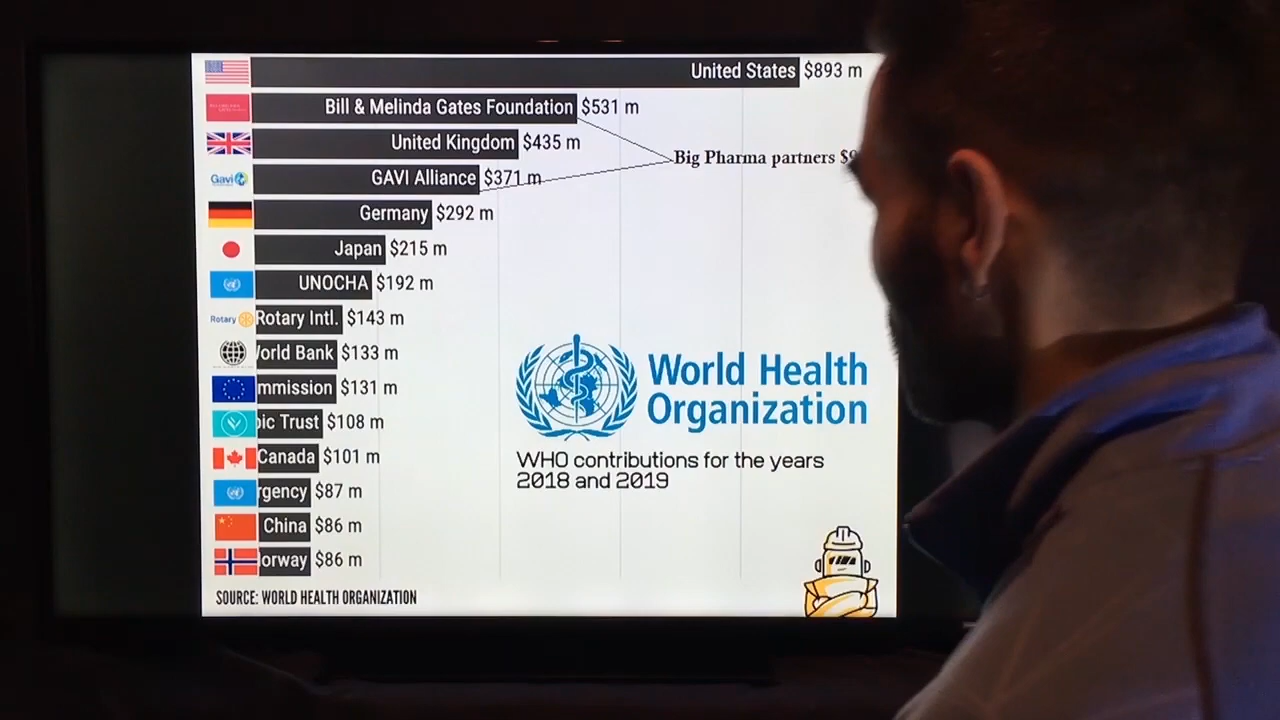 United States $893 m
Bill & Melinda Gates Foundation $531 m
United Kingdom $435 m
Big Pharma partners
Gavi GAVI Alliance $371 m
Germany $292 m
Japan $215 m
UNOCHA $192 m
Rotary Rotary Intl. $143 m
orld Bank $133 m
mmission $131 m
ic Trust $108 m
Canada $101 m
rgency $87 m
China $86 m
orway $86 m
World Health
Organization
WHO contributions for the years
2018 and 2019
SOURCE: WORLD HEALTH ORGANIZATION